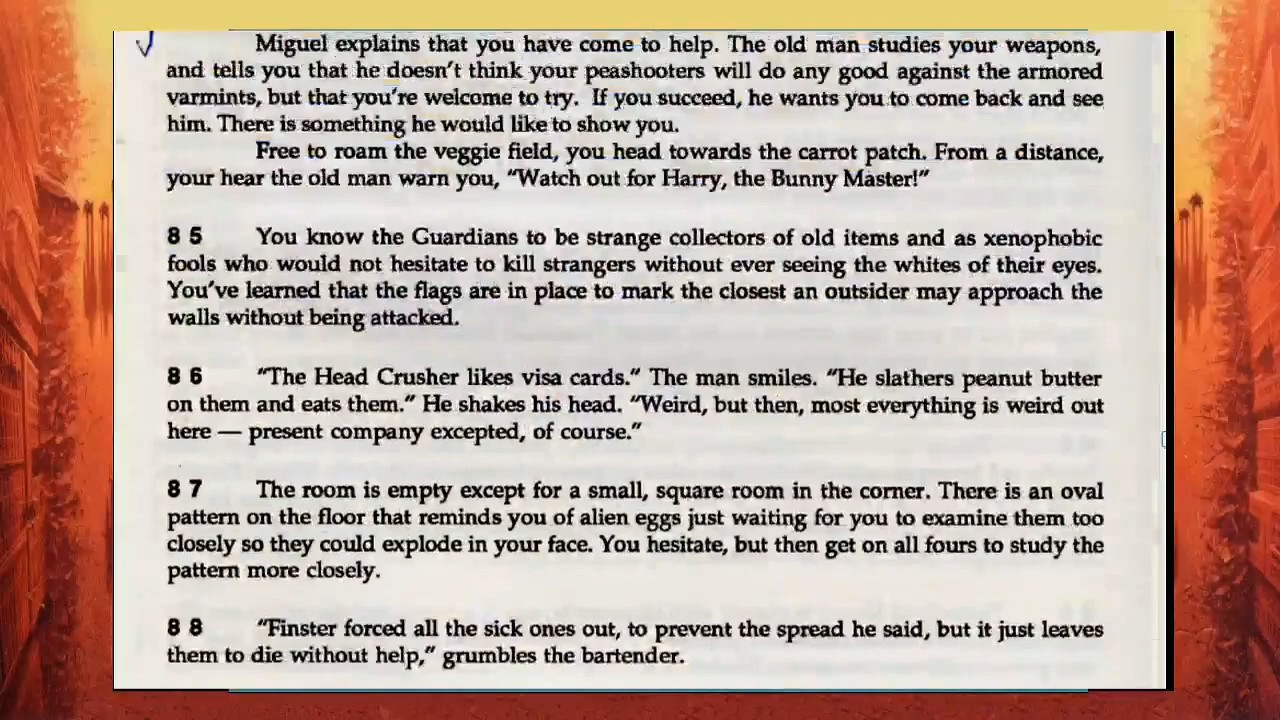 Miguel explains that you have come to help. The old man studies your weapons,
and tells you that he doesn't think your peashooters will do any good against the armored
varmints, but that you're welcome to try. If you succeed, he wants you to come back and see
him. There is something he would like to show you.
Free to roam the veggie field, you head towards the carrot patch. From a distance,
your hear the old man warn you, “Watch out for Harry, the Bunny Master!”
8 5 You know the Guardians to be strange collectors of old items and as xenophobic
fools who would not hesitate to kill strangers without ever seeing the whites of their eyes.
You've learned that the flags are in place to mark the closest an outsider may approach the
walls without being attacked.
8 6 “The Head Crusher likes visa cards.” The man smiles. “He slathers peanut butter
on them and eats them.” He shakes his head. “Weird, but then, most everything is weird out
here — present company excepted, of course.”
8 7 The room is empty except for a small, square room in the corner. There is an oval
pattern on the floor that reminds you of alien eggs just waiting for you to examine them too
closely so they could explode in your face. You hesitate, but then get on all fours to study the
pattern more closely.
8 8 “Finster forced all the sick ones out, to prevent the spread he said, but it just leaves
them to die without help,” grumbles the bartender.